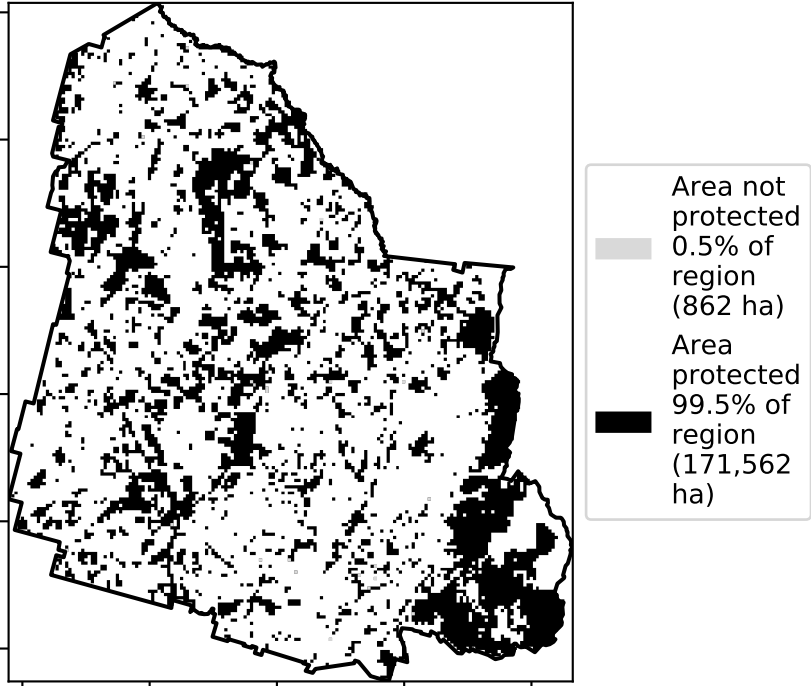 Area not
protected
0.5% of
region
(862 ha)
Area
protected
99.5% of
region
(171,562
ha)